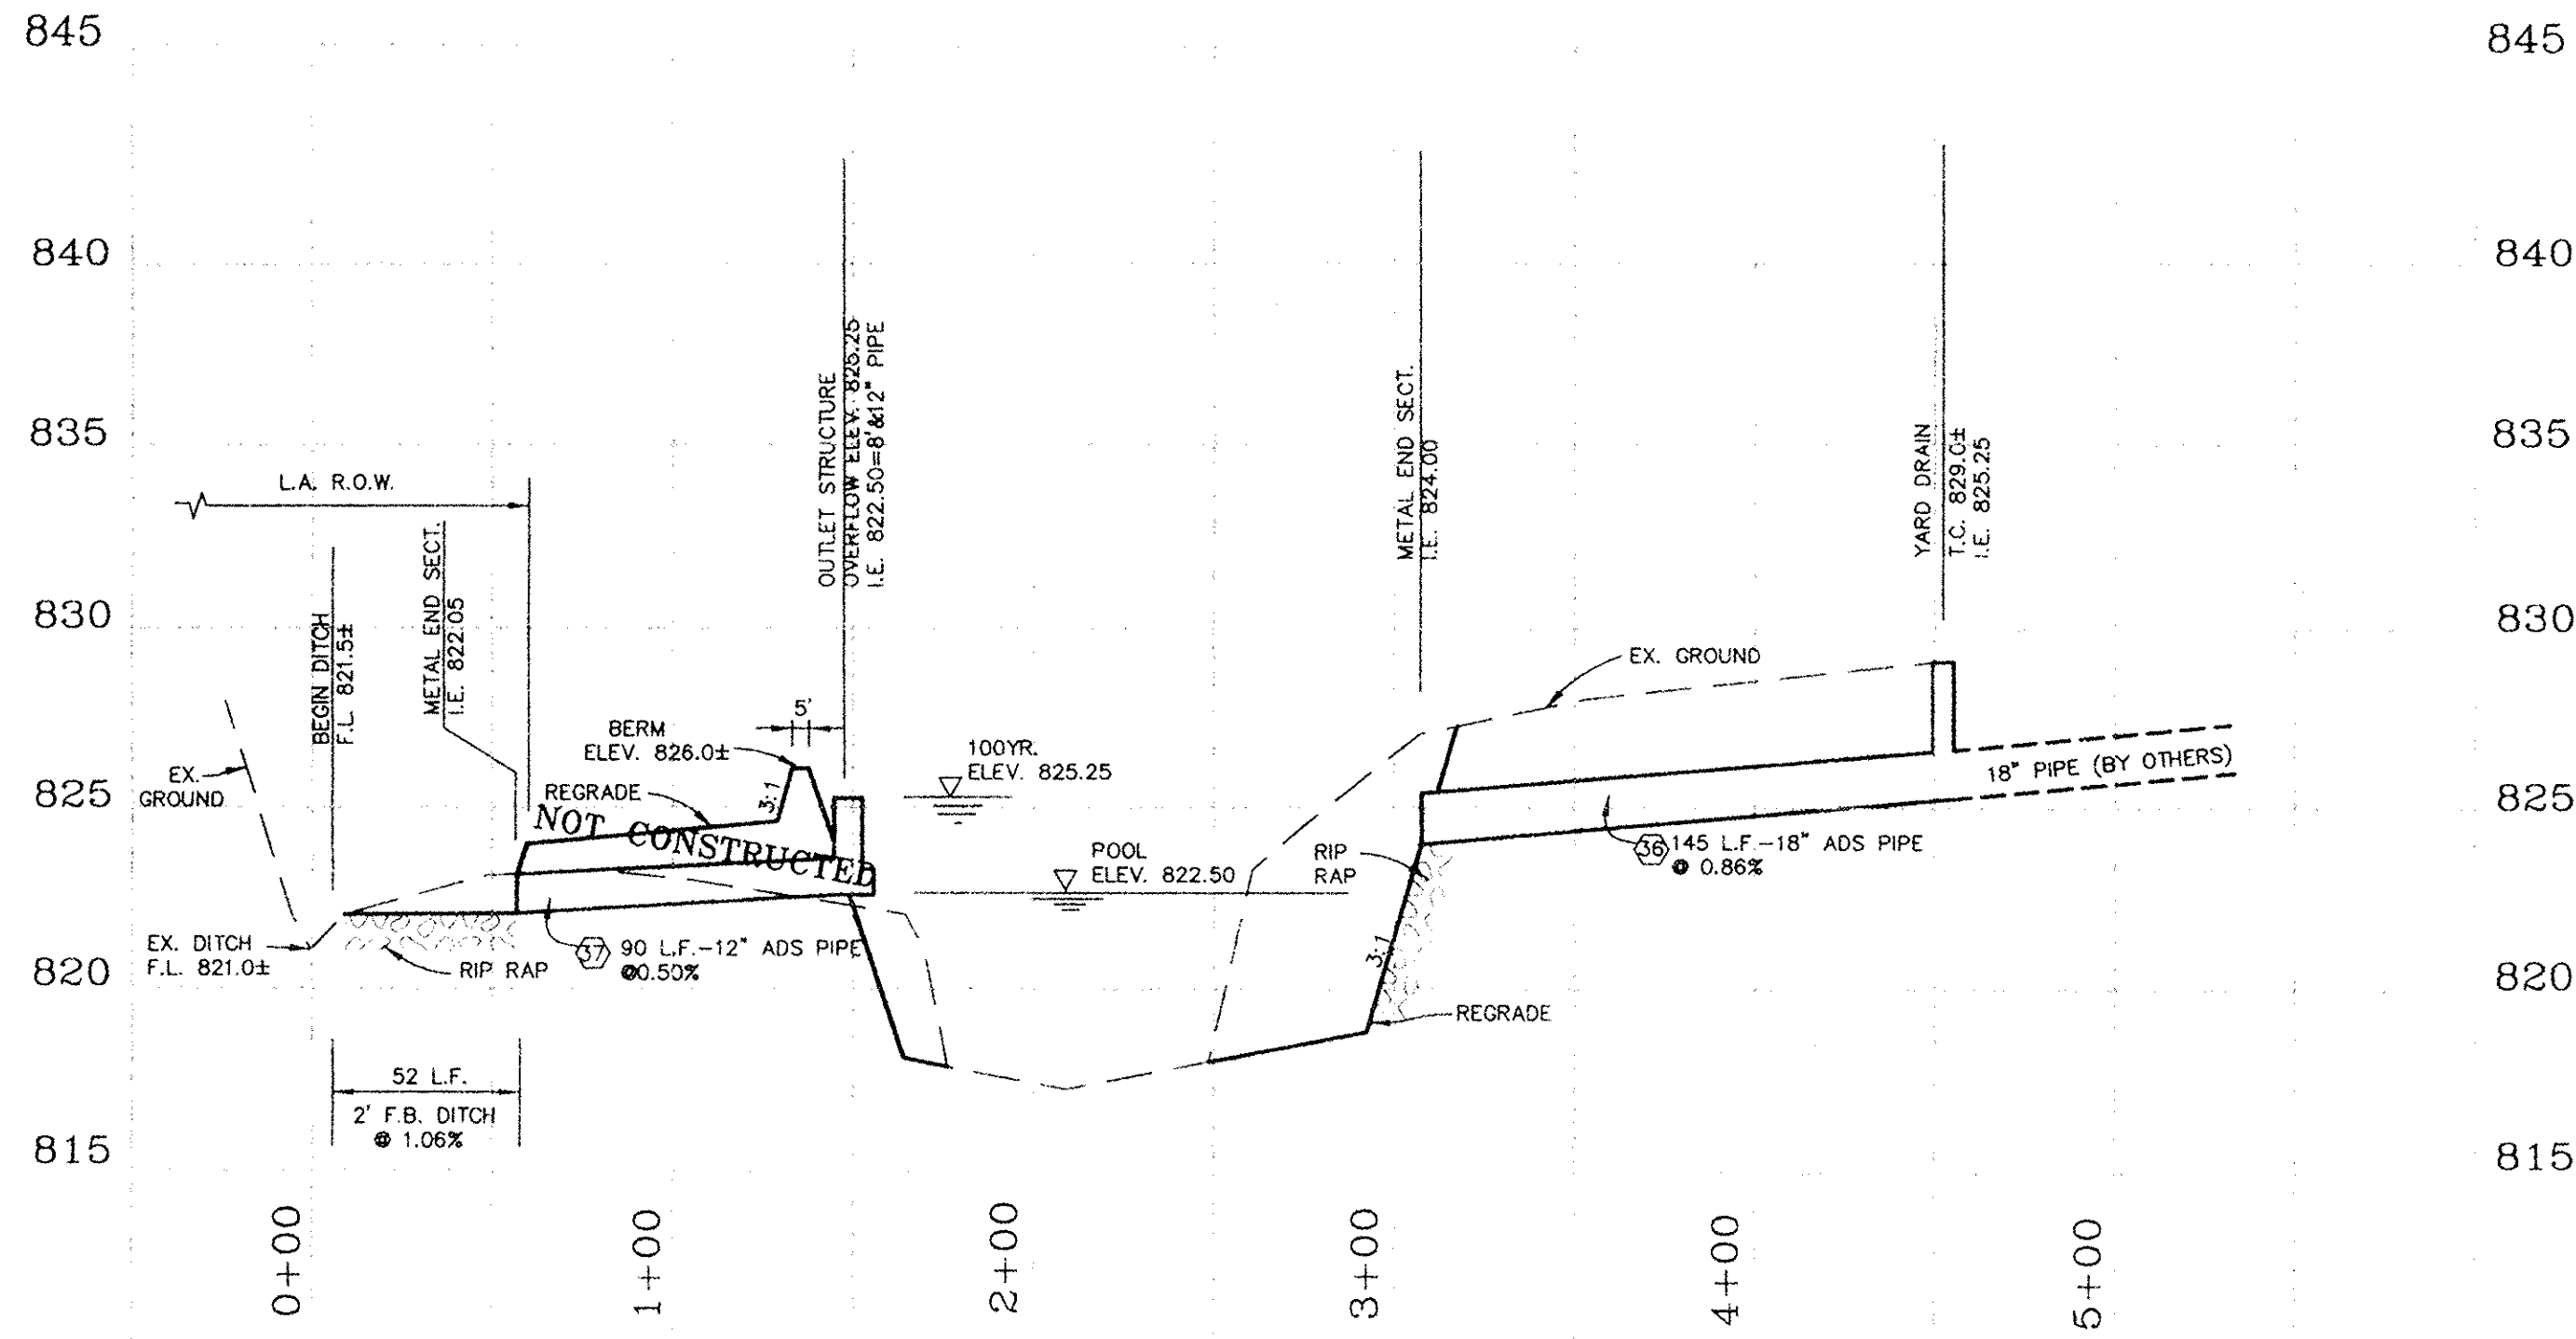 845
845
840
840
835
835
830
830
825
825
820
820
815
815
L.A. R.O.W.
BEGIN DITCH
F.L. 821.5±
METAL END SECT.
I.E. 822.05
OUTLET STRUCTURE
OVERFLOW ELEV. 825.25
I.E. 822.50=8'&12" PIPE
METAL END SECT.
I.E. 824.00
YARD DRAIN
T.C. 829.0±
I.E. 825.25
EX. GROUND
5'
BERM
ELEV. 826.0±
100YR.
ELEV. 825.25
EX.
GROUND
REGRADE
3:1
NOT CONSTRUCTED
18" PIPE (BY OTHERS)
POOL
ELEV. 822.50
RIP
RAP
36 145 L.F.-18" ADS PIPE
@ 0.86%
EX. DITCH
F.L. 821.0±
RIP RAP
37 90 L.F.-12" ADS PIPE
@0.50%
3:1
REGRADE
52 L.F.
2' F.B. DITCH
@ 1.06%
0+00
1+00
2+00
3+00
4+00
5+00